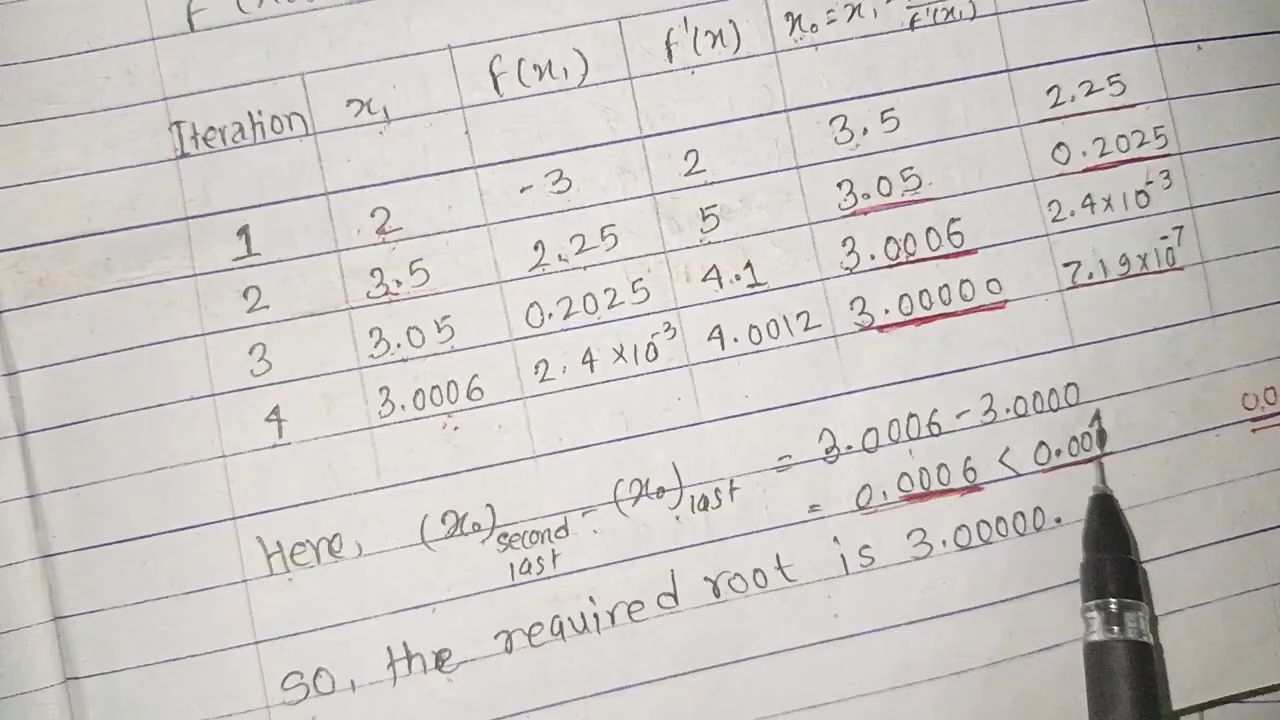 Iteration x₁ f(x₁) f'(x) x₀ = x₁ - / f'(x₁)
1 2 -3 2 3.5 2.25
2 3.5 2.25 5 3.05 0.2025
3 3.05 0.2025 4.1 3.0006 2.4×10⁻³
4 3.0006 2.4×10⁻³ 4.0012 3.00000 7.19×10⁻⁷
Here, (x₀)second last - (x₀)last = 3.0006 - 3.0000
= 0.0006 < 0.001
So, the required root is 3.00000.